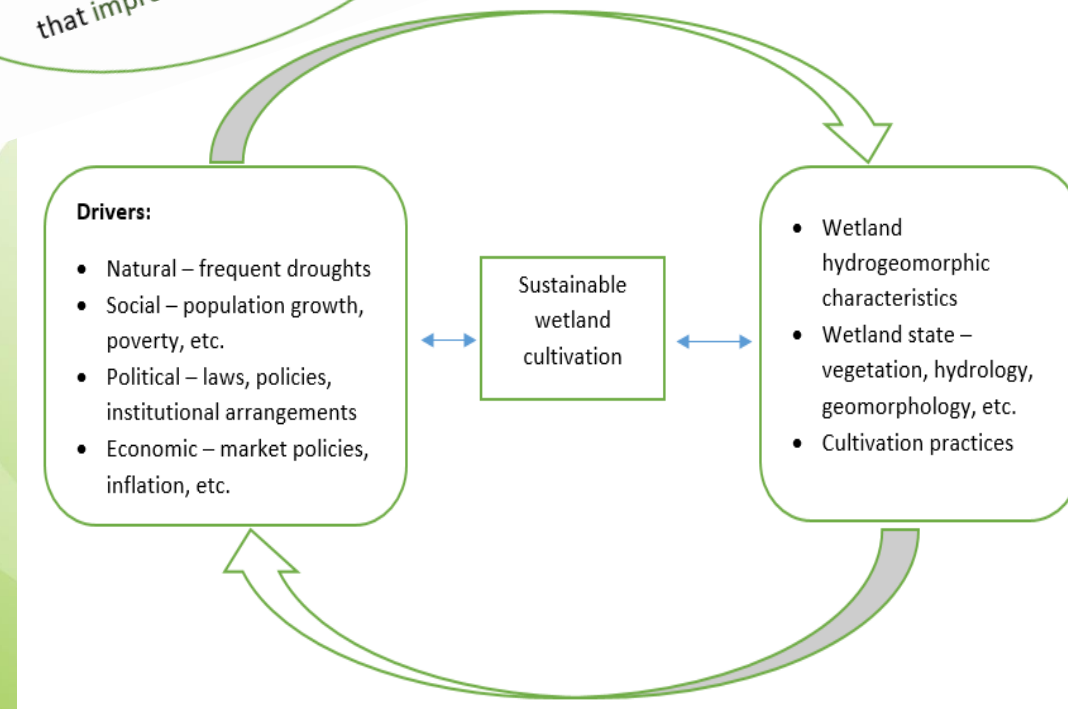 that
Drivers:
• Natural – frequent droughts
• Social – population growth,
poverty, etc.
• Political – laws, policies,
institutional arrangements
• Economic – market policies,
inflation, etc.
Sustainable
wetland
cultivation
• Wetland
hydrogeomorphic
characteristics
• Wetland state –
vegetation, hydrology,
geomorphology, etc.
• Cultivation practices